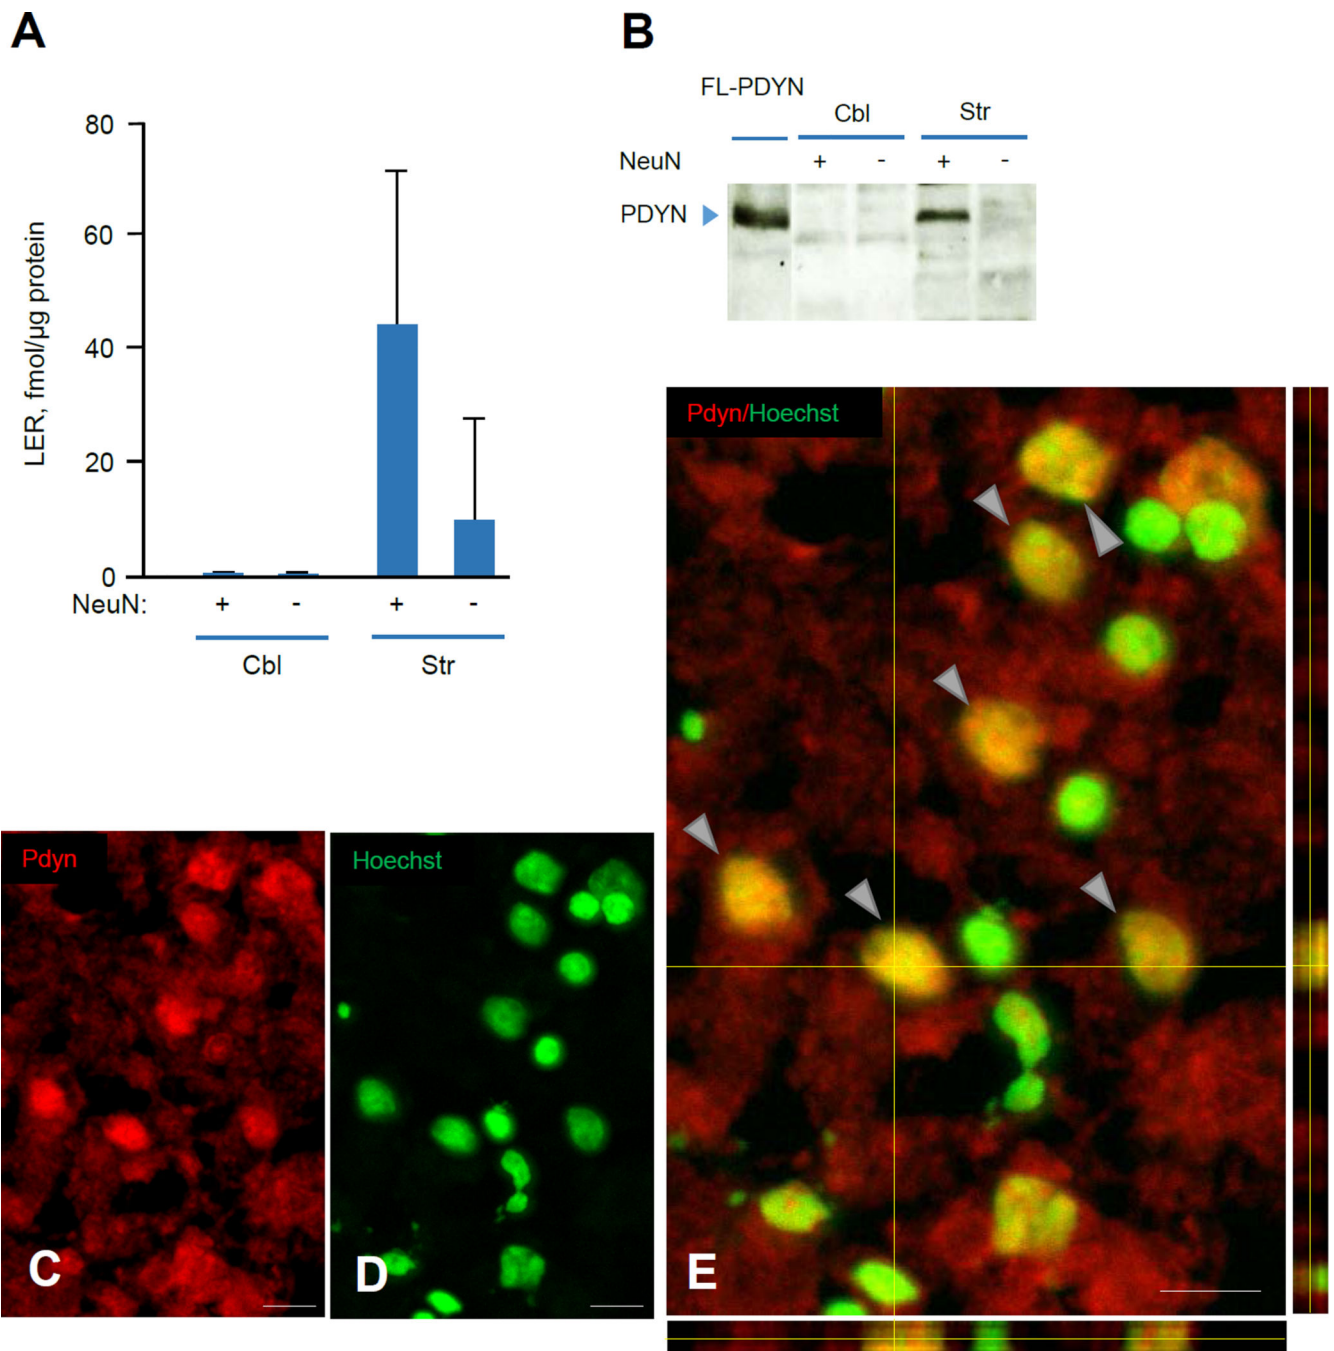 A
80
60
40
20
0
LER, fmol/µg protein
NeuN: + - + -
Cbl Str
B
FL-PDYN
Cbl Str
NeuN + - + -
PDYN
Pdyn
C
Hoechst
D
Pdyn/Hoechst
E